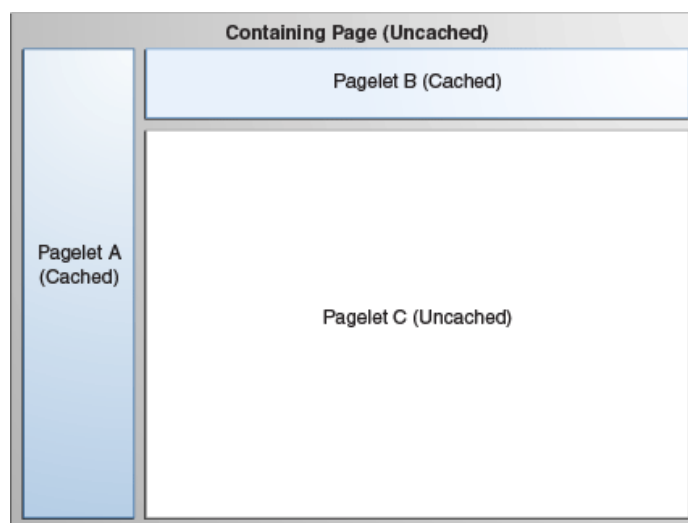 Containing Page (Uncached)
Pagelet B (Cached)
Pagelet A
(Cached)
Pagelet C (Uncached)